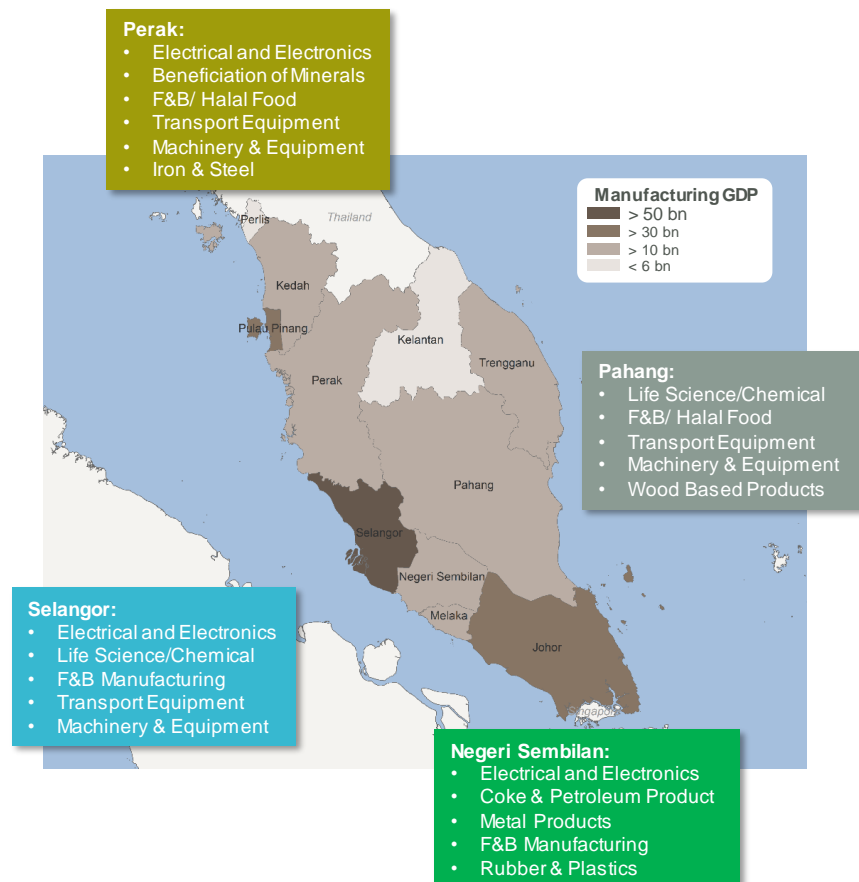 Perak:
• Electrical and Electronics
• Beneficiation of Minerals
• F&B/ Halal Food
• Transport Equipment
• Machinery & Equipment
• Iron & Steel
Manufacturing GDP
> 50 bn
> 30 bn
> 10 bn
< 6 bn
Thailand
Perlis
Kedah
Pulau Pinang
Kelantan
Trengganu
Perak
Pahang:
• Life Science/Chemical
• F&B/ Halal Food
• Transport Equipment
• Machinery & Equipment
• Wood Based Products
Pahang
Selangor
Negeri Sembilan
Melaka
Johor
Singapore
Selangor:
• Electrical and Electronics
• Life Science/Chemical
• F&B Manufacturing
• Transport Equipment
• Machinery & Equipment
Negeri Sembilan:
• Electrical and Electronics
• Coke & Petroleum Product
• Metal Products
• F&B Manufacturing
• Rubber & Plastics